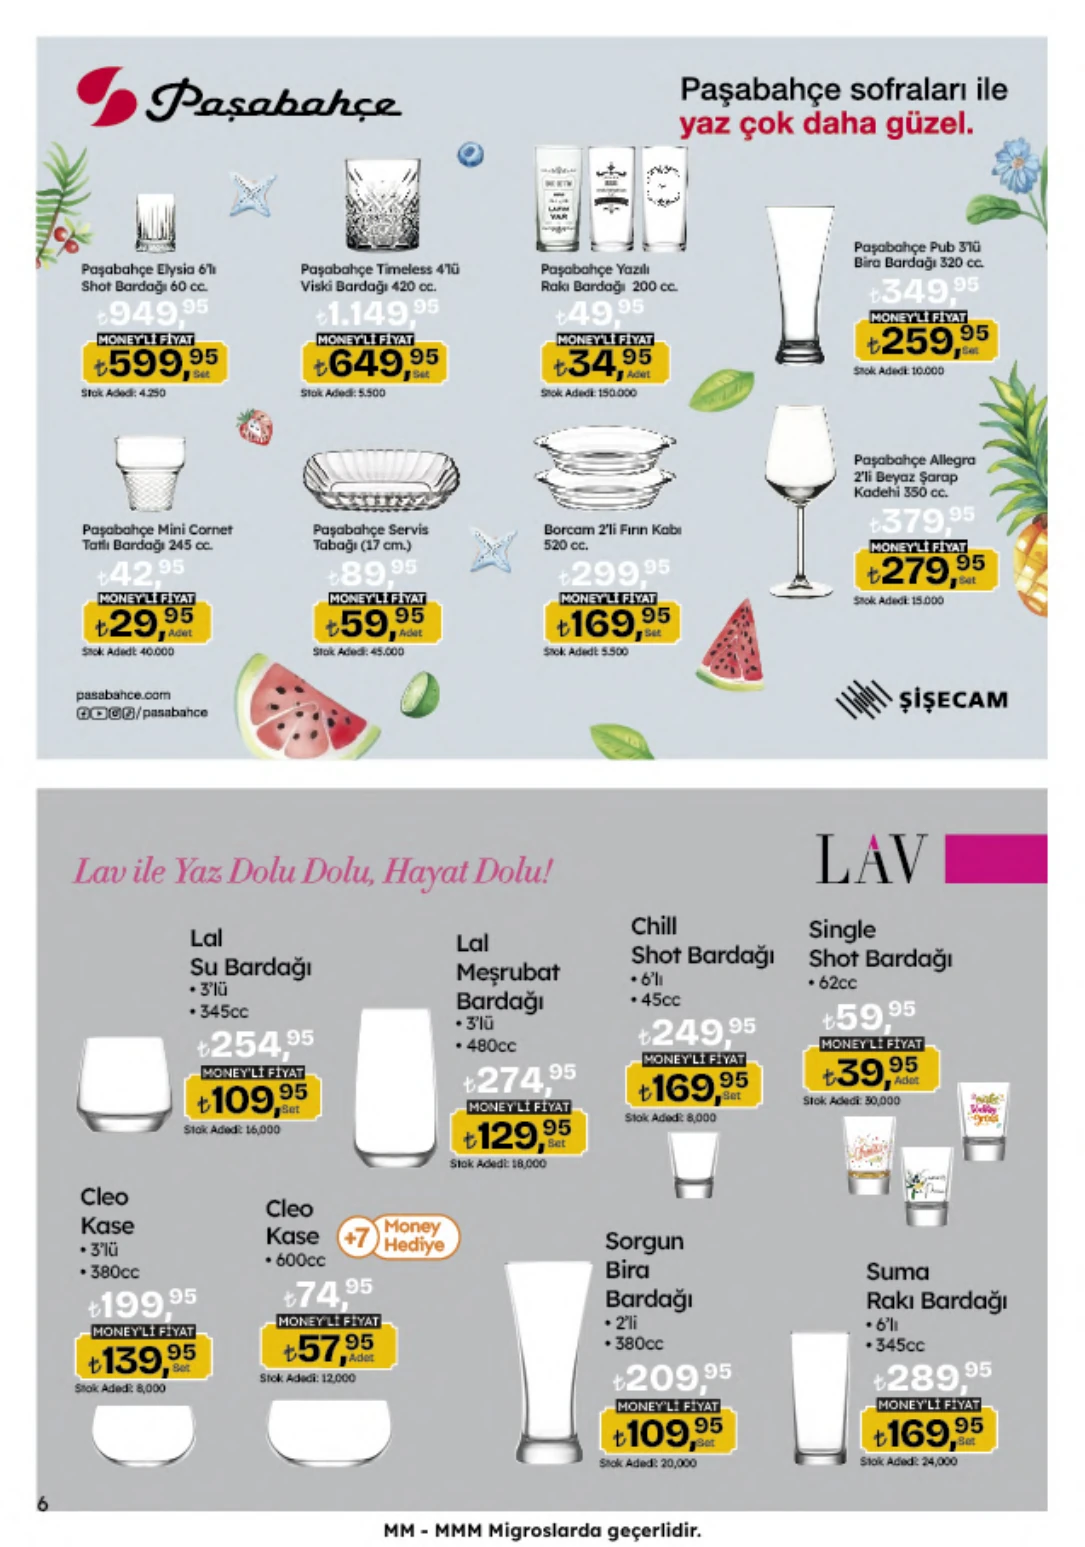 Paşabahçe
Paşabahçe sofraları ile
yaz çok daha güzel.
Paşabahçe Elysia 6'lı
Shot Bardağı 60 cc.
₺949,95
MONEY'Lİ FİYAT
₺599,95 Set
Stok Adedi: 4.250
Paşabahçe Timeless 4'lü
Viski Bardağı 420 cc.
₺1.149,95
MONEY'Lİ FİYAT
₺649,95 Set
Stok Adedi: 5.500
Paşabahçe Yazılı
Rakı Bardağı 200 cc.
₺49,95
MONEY'Lİ FİYAT
₺34,95 Adet
Stok Adedi: 150.000
Paşabahçe Pub 3'lü
Bira Bardağı 320 cc.
₺349,95
MONEY'Lİ FİYAT
₺259,95 Set
Stok Adedi: 10.000
Paşabahçe Mini Cornet
Tatlı Bardağı 245 cc.
₺42,95
MONEY'Lİ FİYAT
₺29,95 Adet
Stok Adedi: 40.000
Paşabahçe Servis
Tabağı (17 cm.)
₺89,95
MONEY'Lİ FİYAT
₺59,95 Adet
Stok Adedi: 45.000
Borcam 2'li Fırın Kabı
520 cc.
₺299,95
MONEY'Lİ FİYAT
₺169,95 Set
Stok Adedi: 5.500
Paşabahçe Allegra
2'li Beyaz Şarap
Kadehi 350 cc.
₺379,95
MONEY'Lİ FİYAT
₺279,95 Set
Stok Adedi: 15.000
pasabahce.com
/pasabahce
ŞİŞECAM
Lav ile Yaz Dolu Dolu, Hayat Dolu!
LAV
Lal
Su Bardağı
• 3'lü
• 345cc
₺254,95
MONEY'Lİ FİYAT
₺109,95 Set
Stok Adedi: 16,000
Lal
Meşrubat
Bardağı
• 3'lü
• 480cc
₺274,95
MONEY'Lİ FİYAT
₺129,95 Set
Stok Adedi: 18,000
Chill
Shot Bardağı
• 6'lı
• 45cc
₺249,95
MONEY'Lİ FİYAT
₺169,95 Set
Stok Adedi: 8,000
Single
Shot Bardağı
• 62cc
₺59,95
MONEY'Lİ FİYAT
₺39,95 Adet
Stok Adedi: 30,000
Cleo
Kase
• 3'lü
• 380cc
₺199,95
MONEY'Lİ FİYAT
₺139,95 Set
Stok Adedi: 8,000
Cleo
Kase
• 600cc
+7 Money
Hediye
₺74,95
MONEY'Lİ FİYAT
₺57,95 Adet
Stok Adedi: 12,000
Sorgun
Bira
Bardağı
• 2'li
• 380cc
₺209,95
MONEY'Lİ FİYAT
₺109,95 Set
Stok Adedi: 20,000
Suma
Rakı Bardağı
• 6'lı
• 345cc
₺289,95
MONEY'Lİ FİYAT
₺169,95 Set
Stok Adedi: 24,000
6
MM - MMM Migroslarda geçerlidir.